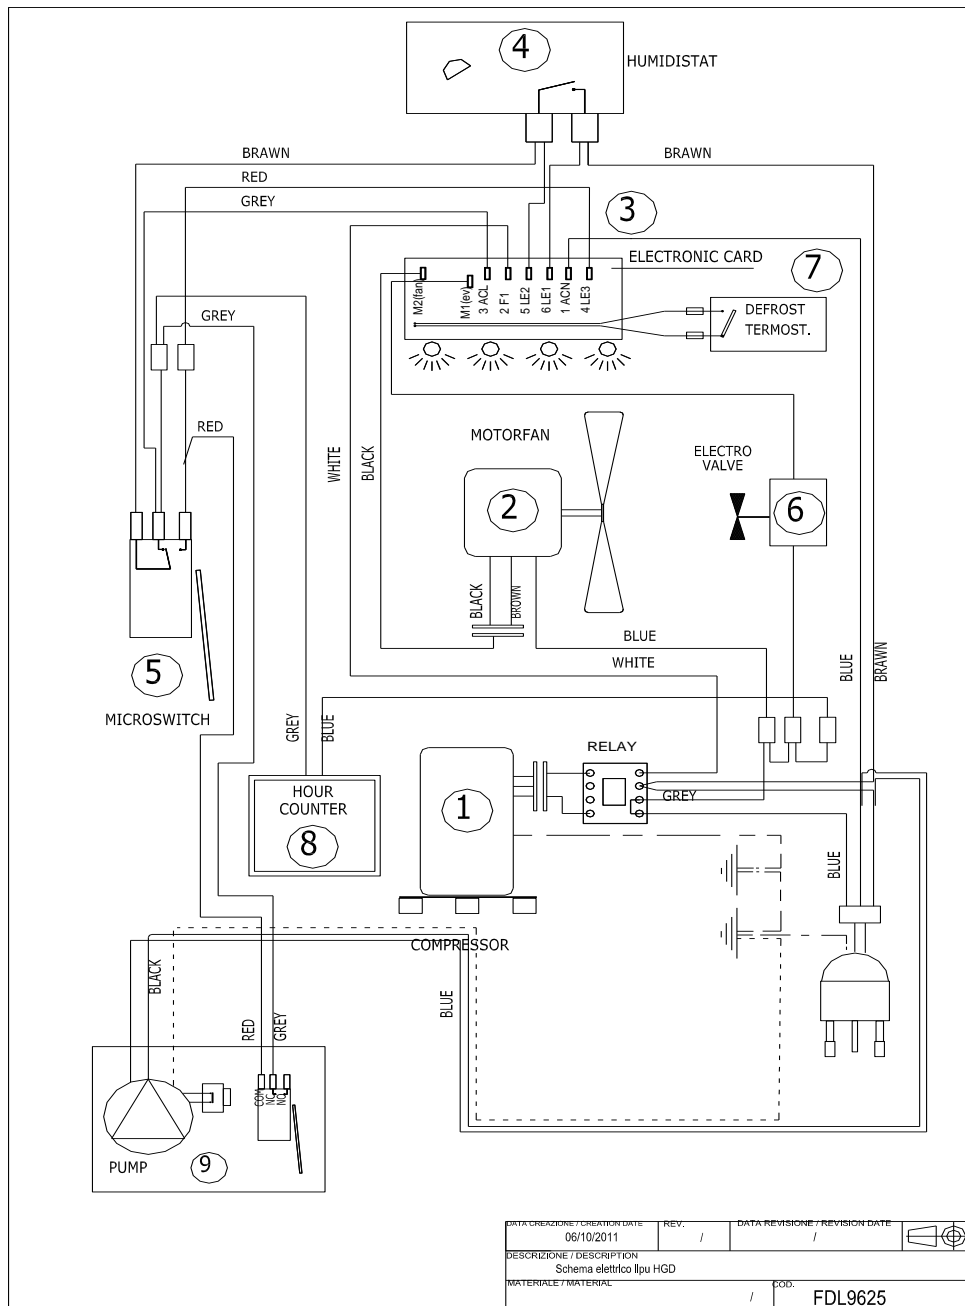 4
HUMIDISTAT
BRAWN
BRAWN
RED
GREY
3
ELECTRONIC CARD
7
M2(fan)
M1(ev)
3 ACL
2 F1
5 LE2
6 LE1
1 ACN
4 LE3
DEFROST
TERMOST.
GREY
RED
WHITE
BLACK
MOTORFAN
ELECTRO
VALVE
2
6
BLACK
BROWN
BLUE
WHITE
BLUE
BRAWN
5
MICROSWITCH
GREY
BLUE
RELAY
HOUR
COUNTER
8
1
GREY
BLUE
COMPRESSOR
BLACK
BLUE
RED
GREY
COM
NC
NO
PUMP
9
DATA CREAZIONE / CREATION DATE
REV.
DATA REVISIONE / REVISION DATE
06/10/2011
/
/
DESCRIZIONE / DESCRIPTION
Schema elettrico Ilpu HGD
MATERIALE / MATERIAL
/
COD.
FDL9625